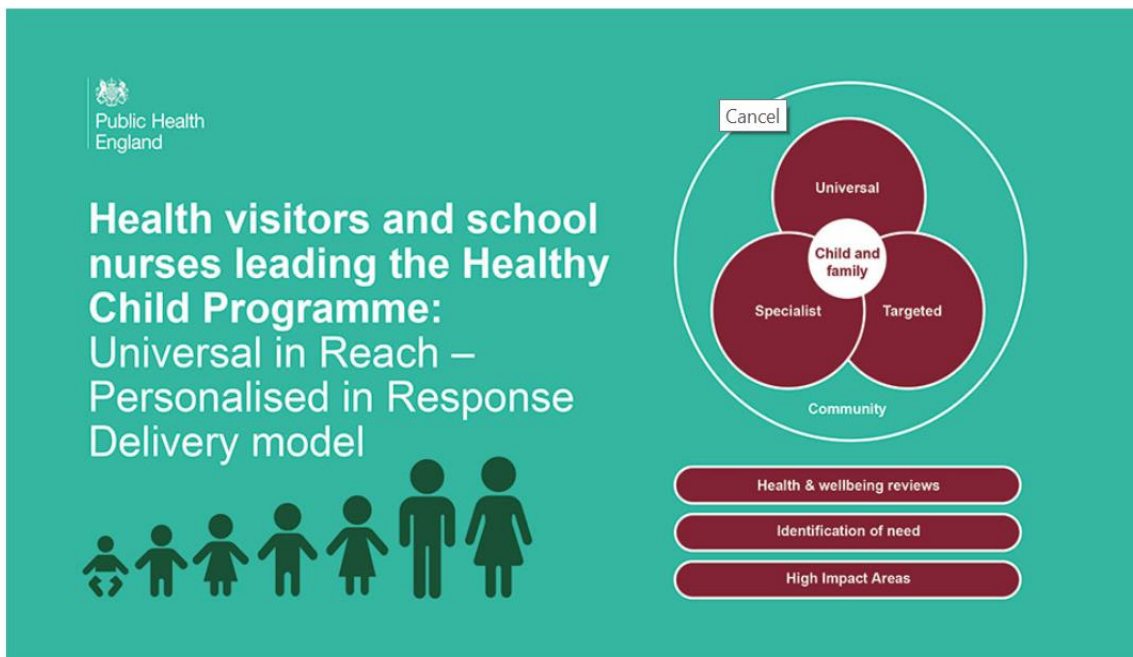 Public Health
England
Health visitors and school
nurses leading the Healthy
Child Programme:
Universal in Reach –
Personalised in Response
Delivery model
Cancel
Universal
Child and
family
Specialist
Targeted
Community
Health & wellbeing reviews
Identification of need
High Impact Areas